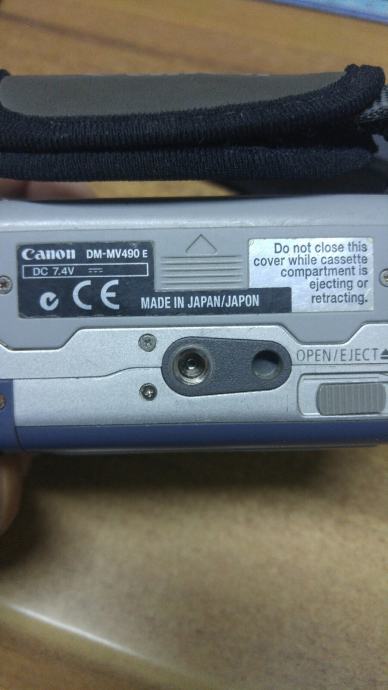 Canon DM-MV490 E
DC 7.4V
CE
MADE IN JAPAN/JAPON
Do not close this
cover while cassette
compartment is
ejecting or
retracting.
OPEN/EJECT